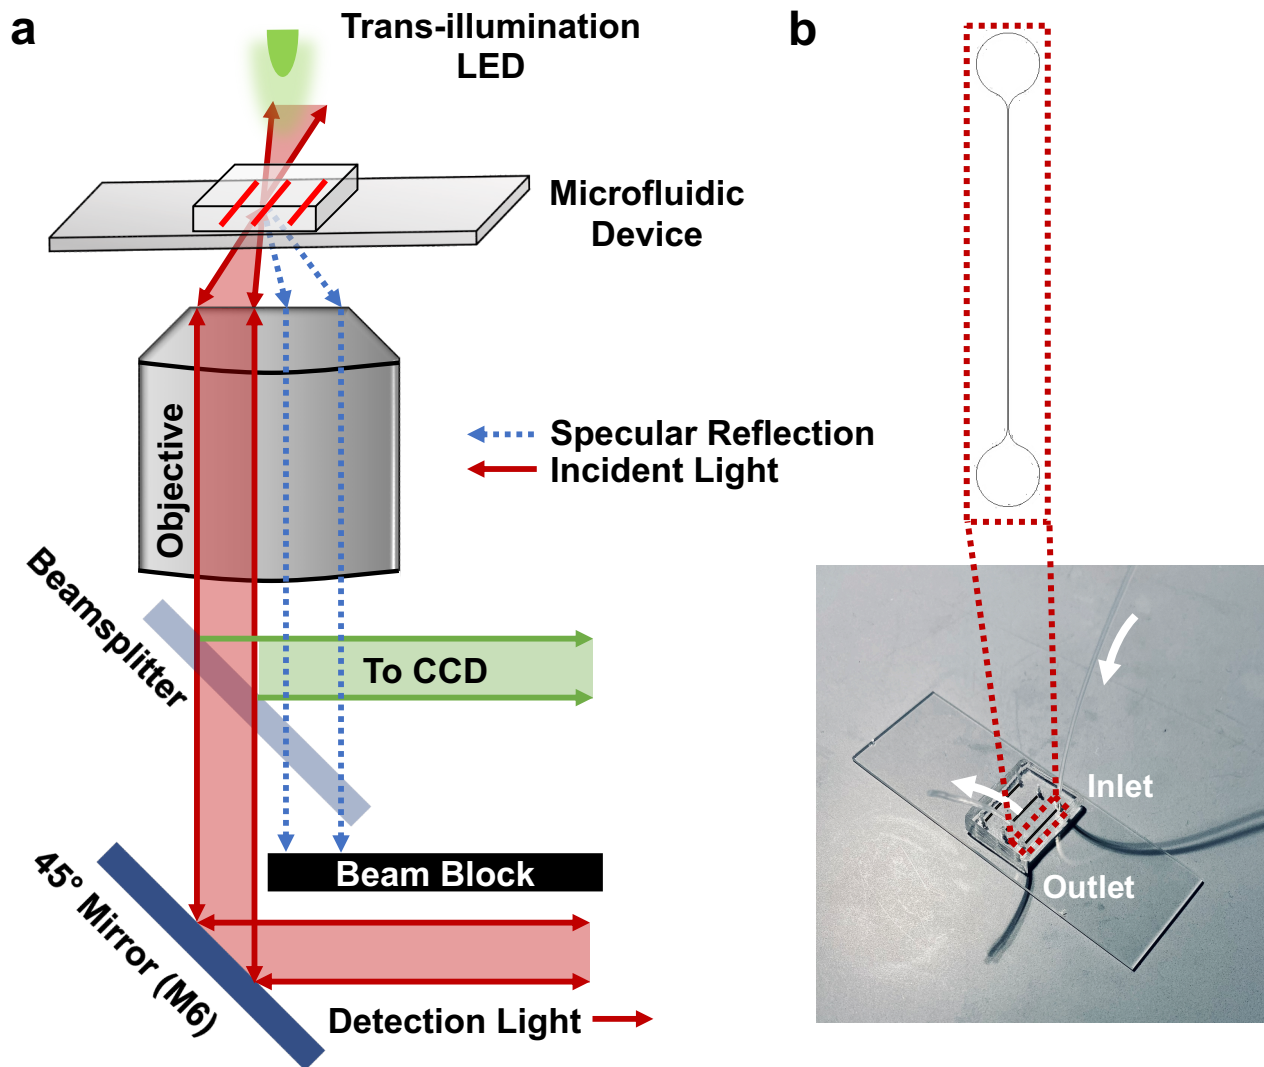 a
Trans-illumination
LED
Microfluidic
Device
Specular Reflection
Incident Light
Objective
Beamsplitter
To CCD
Beam Block
45° Mirror (M6)
Detection Light
b
Inlet
Outlet